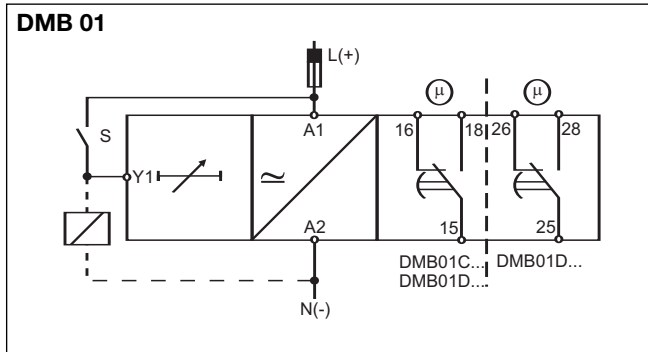 DMB 01
L(+)
μ
μ
S
A1
16
18
26
28
Y1
≃
A2
15
25
DMB01C...
DMB01D...
DMB01D...
N(-)